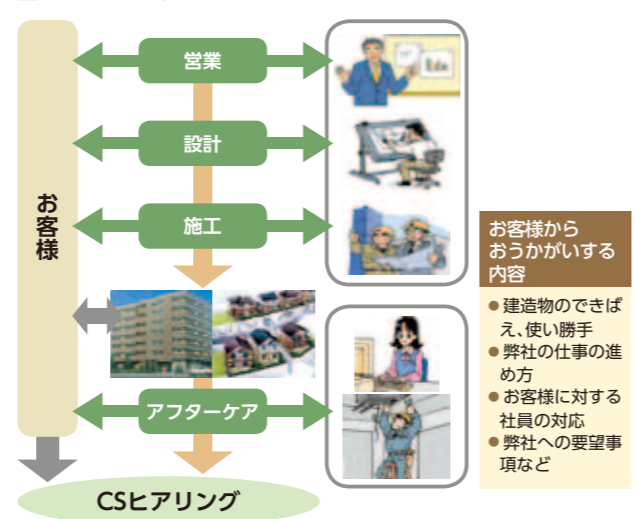 営業
設計
お客様
施工
アフターケア
CSヒアリング
お客様から
おうかがいする
内容
●建造物のできば
え、使い勝手
●弊社の仕事の進
め方
●お客様に対する
社員の対応
●弊社への要望事
項など